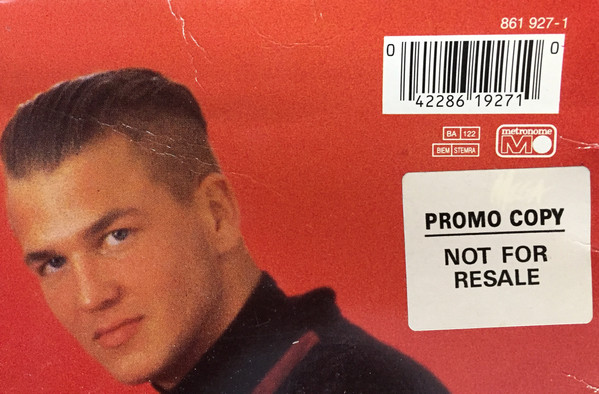 861 927-1
0 42286 19271 0
BA 122
BIEM STEMRA
metronome
M
PROMO COPY
NOT FOR
RESALE